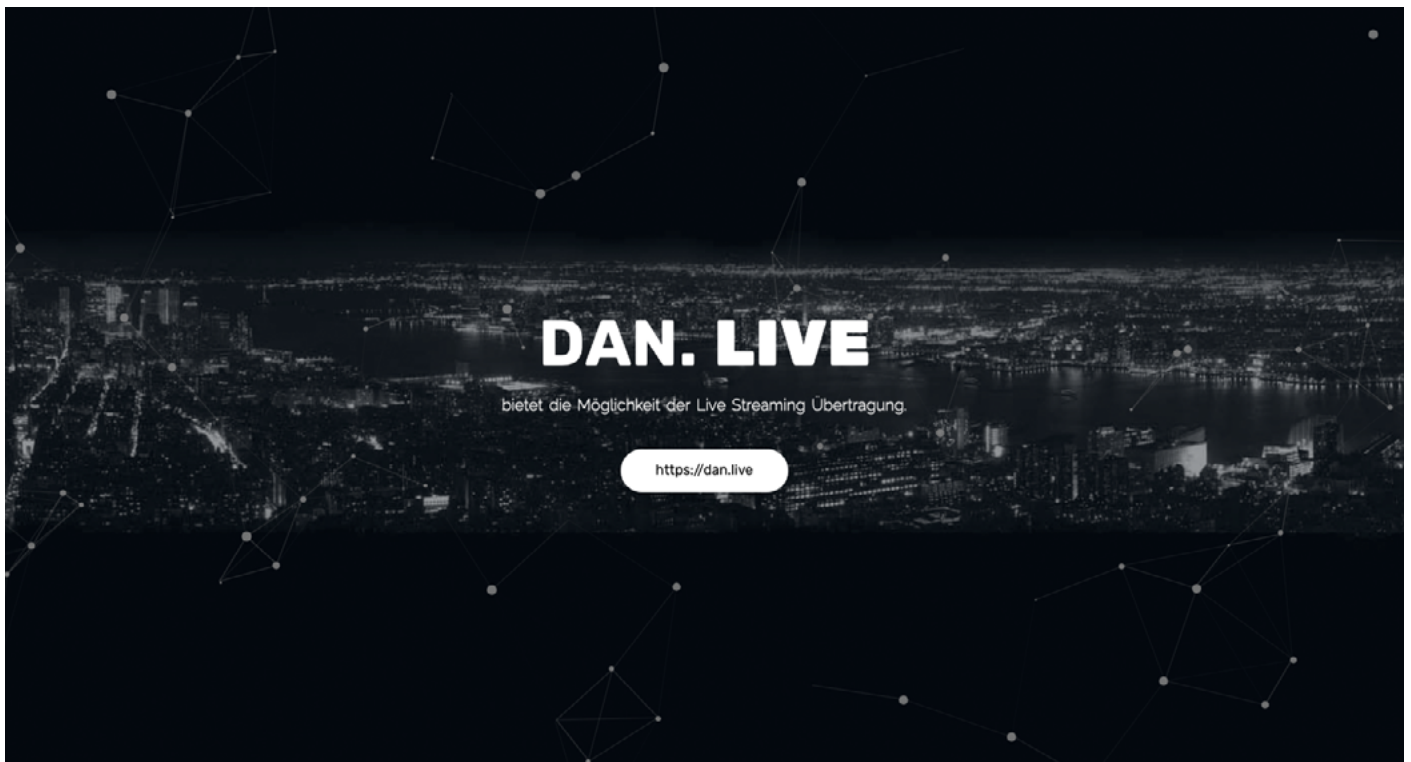 DAN. LIVE
bietet die Möglichkeit der Live Streaming Übertragung.
https://dan.live